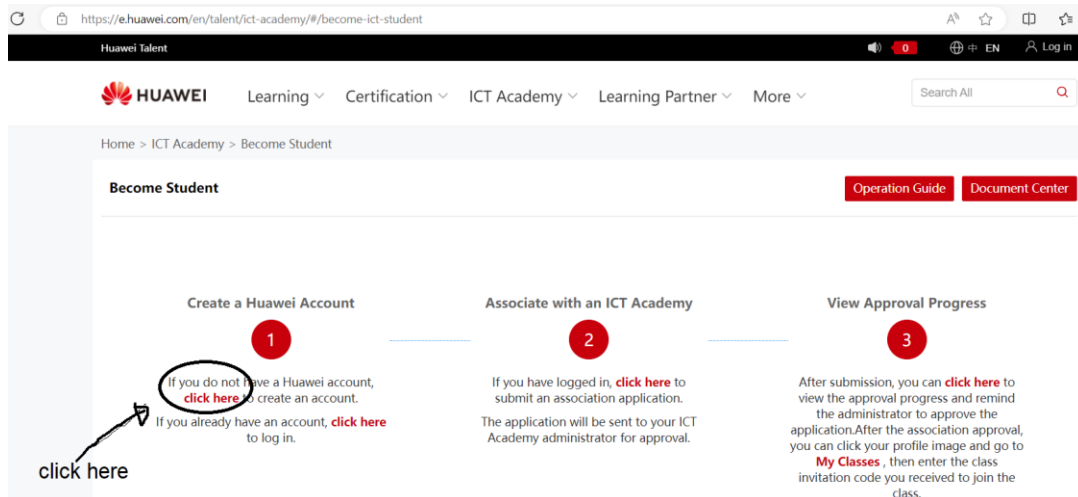 https://e.huawei.com/en/talent/ict-academy/#/become-ict-student
Huawei Talent
0
中 EN
Log in
HUAWEI
Learning
Certification
ICT Academy
Learning Partner
More
Search All
Home > ICT Academy > Become Student
Become Student
Operation Guide
Document Center
Create a Huawei Account
1
If you do not have a Huawei account,
click here to create an account.
If you already have an account, click here
to log in.
Associate with an ICT Academy
2
If you have logged in, click here to
submit an association application.
The application will be sent to your ICT
Academy administrator for approval.
View Approval Progress
3
After submission, you can click here to
view the approval progress and remind
the administrator to approve the
application.After the association approval,
you can click your profile image and go to
My Classes , then enter the class
invitation code you received to join the
class.
click here